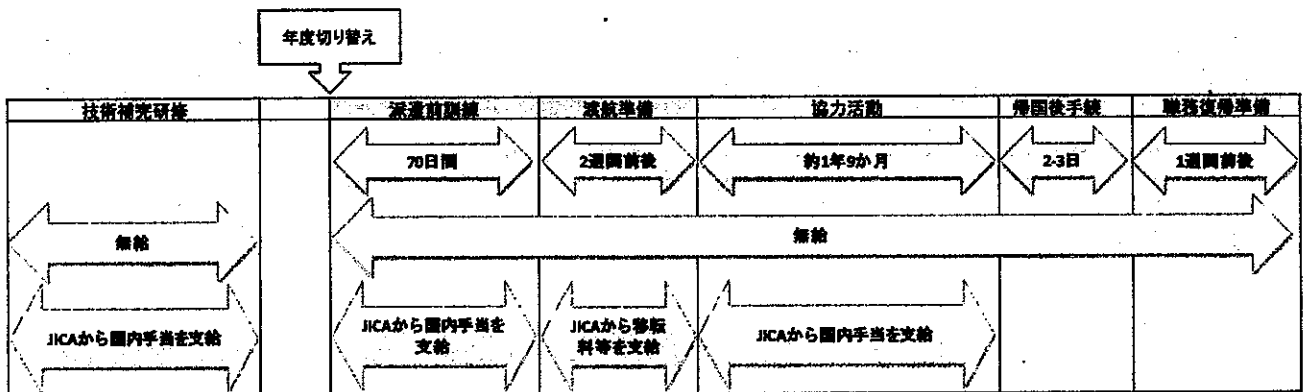 年度切り替え
技術補完研修
派遣前訓練
渡航準備
協力活動
帰国後手続
職務復帰準備
70日間
2週間前後
約1年9か月
2-3日
1週間前後
無給
無給
JICAから国内手当を支給
JICAから国内手当を
支給
JICAから移転
料等を支給
JICAから国内手当を支給